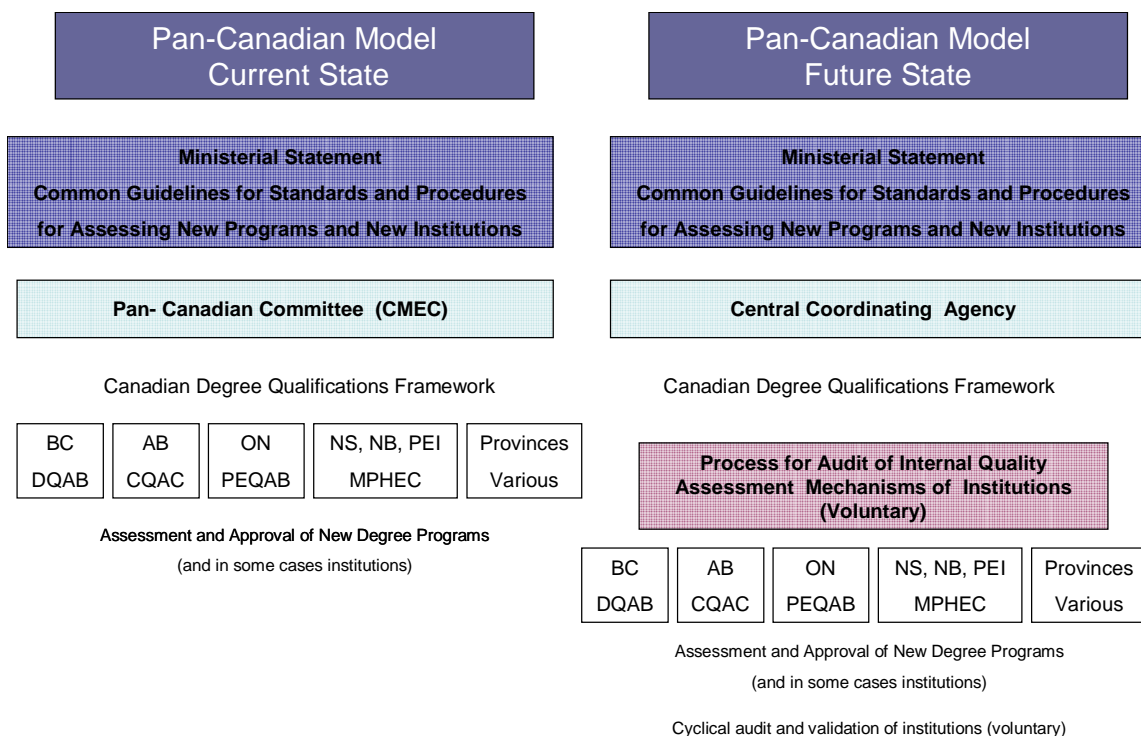 Pan-Canadian Model
Current State
Ministerial Statement
Common Guidelines for Standards and Procedures
for Assessing New Programs and New Institutions
Pan- Canadian Committee (CMEC)
Canadian Degree Qualifications Framework
BC
DQAB
AB
CQAC
ON
PEQAB
NS, NB, PEI
MPHEC
Provinces
Various
Assessment and Approval of New Degree Programs
(and in some cases institutions)
Pan-Canadian Model
Future State
Ministerial Statement
Common Guidelines for Standards and Procedures
for Assessing New Programs and New Institutions
Central Coordinating Agency
Canadian Degree Qualifications Framework
Process for Audit of Internal Quality
Assessment Mechanisms of Institutions
(Voluntary)
BC
DQAB
AB
CQAC
ON
PEQAB
NS, NB, PEI
MPHEC
Provinces
Various
Assessment and Approval of New Degree Programs
(and in some cases institutions)
Cyclical audit and validation of institutions (voluntary)